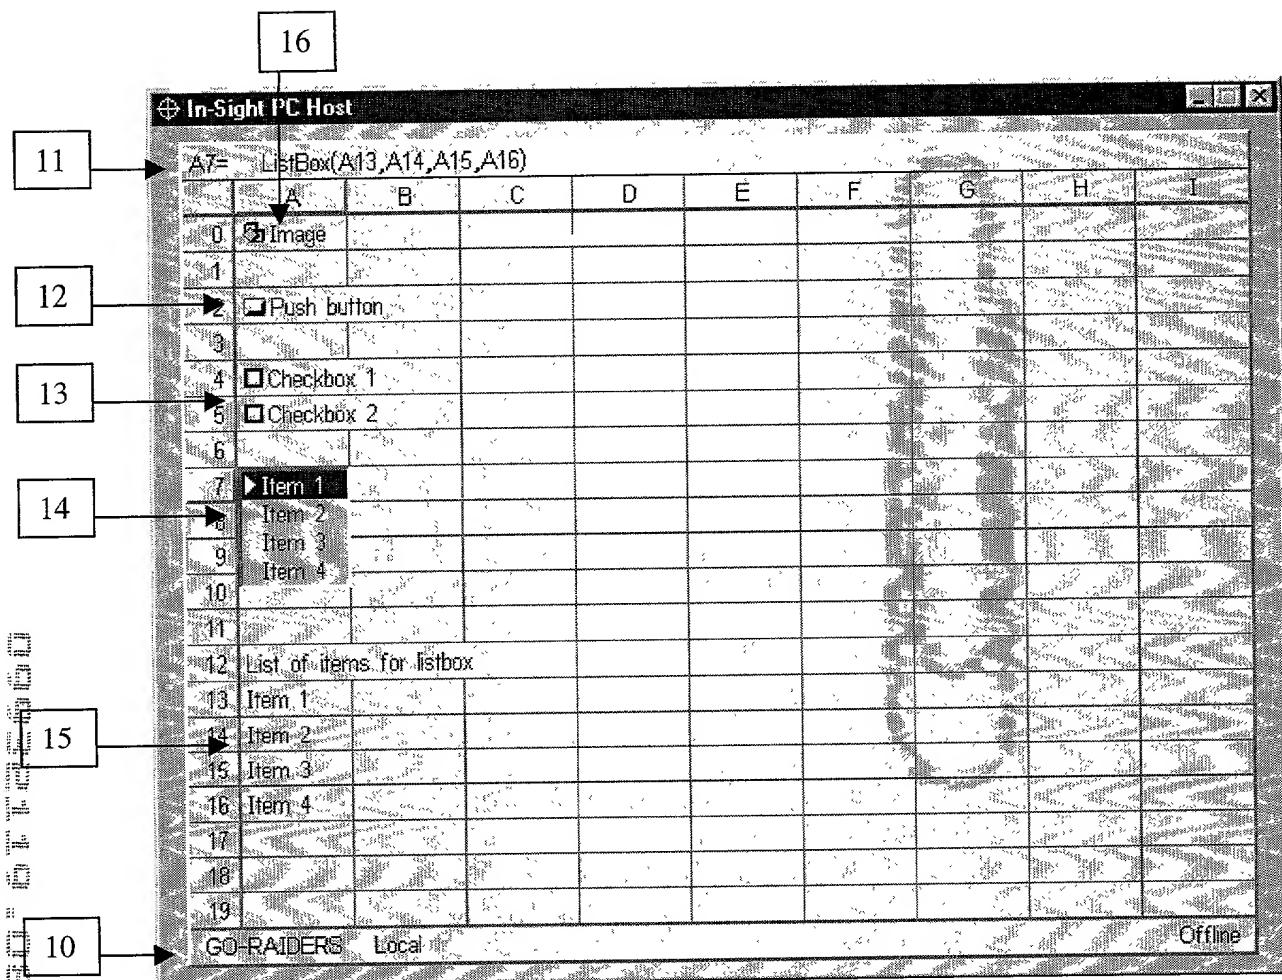 16
In-Sight PC Host
11
A7= ListBox(A13,A14,A15,A16)
A B C D E F G H I
0 Image
1
12
2 Push button
3
4 Checkbox 1
13
5 Checkbox 2
6
7 Item 1
14
8 Item 2
9 Item 3
Item 4
10
11
12 List of items for listbox
13 Item 1
15
14 Item 2
15 Item 3
16 Item 4
17
18
19
10
GO-RAIDERS Local Offline